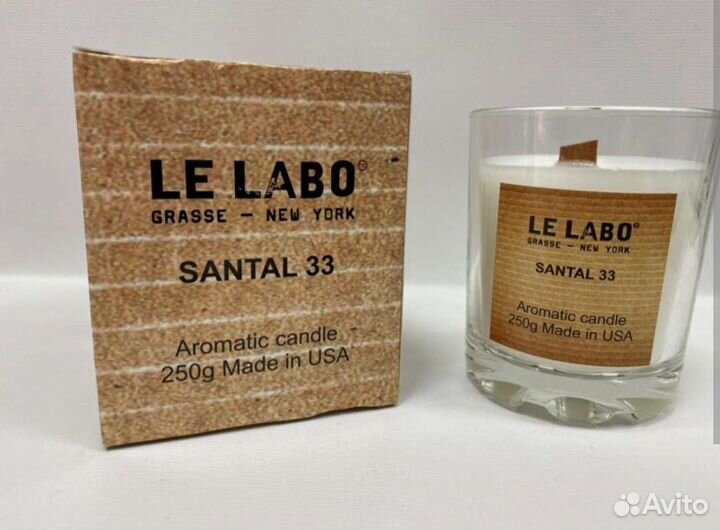 LE LABO®
GRASSE — NEW YORK
SANTAL 33
Aromatic candle
250g Made in USA
LE LABO®
GRASSE — NEW YORK
SANTAL 33
Aromatic candle
250g Made in USA
Avito